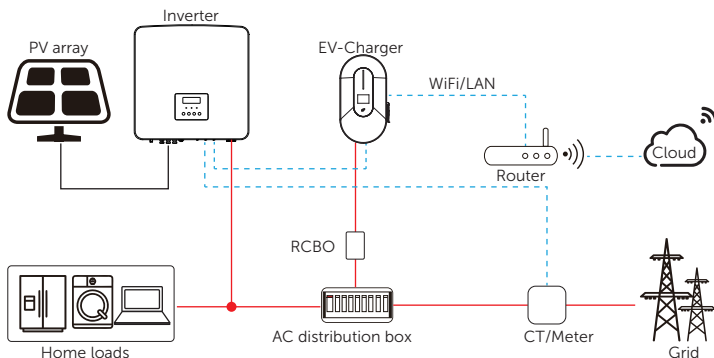 Inverter
PV array
EV-Charger
WiFi/LAN
Cloud
Router
RCBO
AC distribution box
CT/Meter
Home loads
Grid